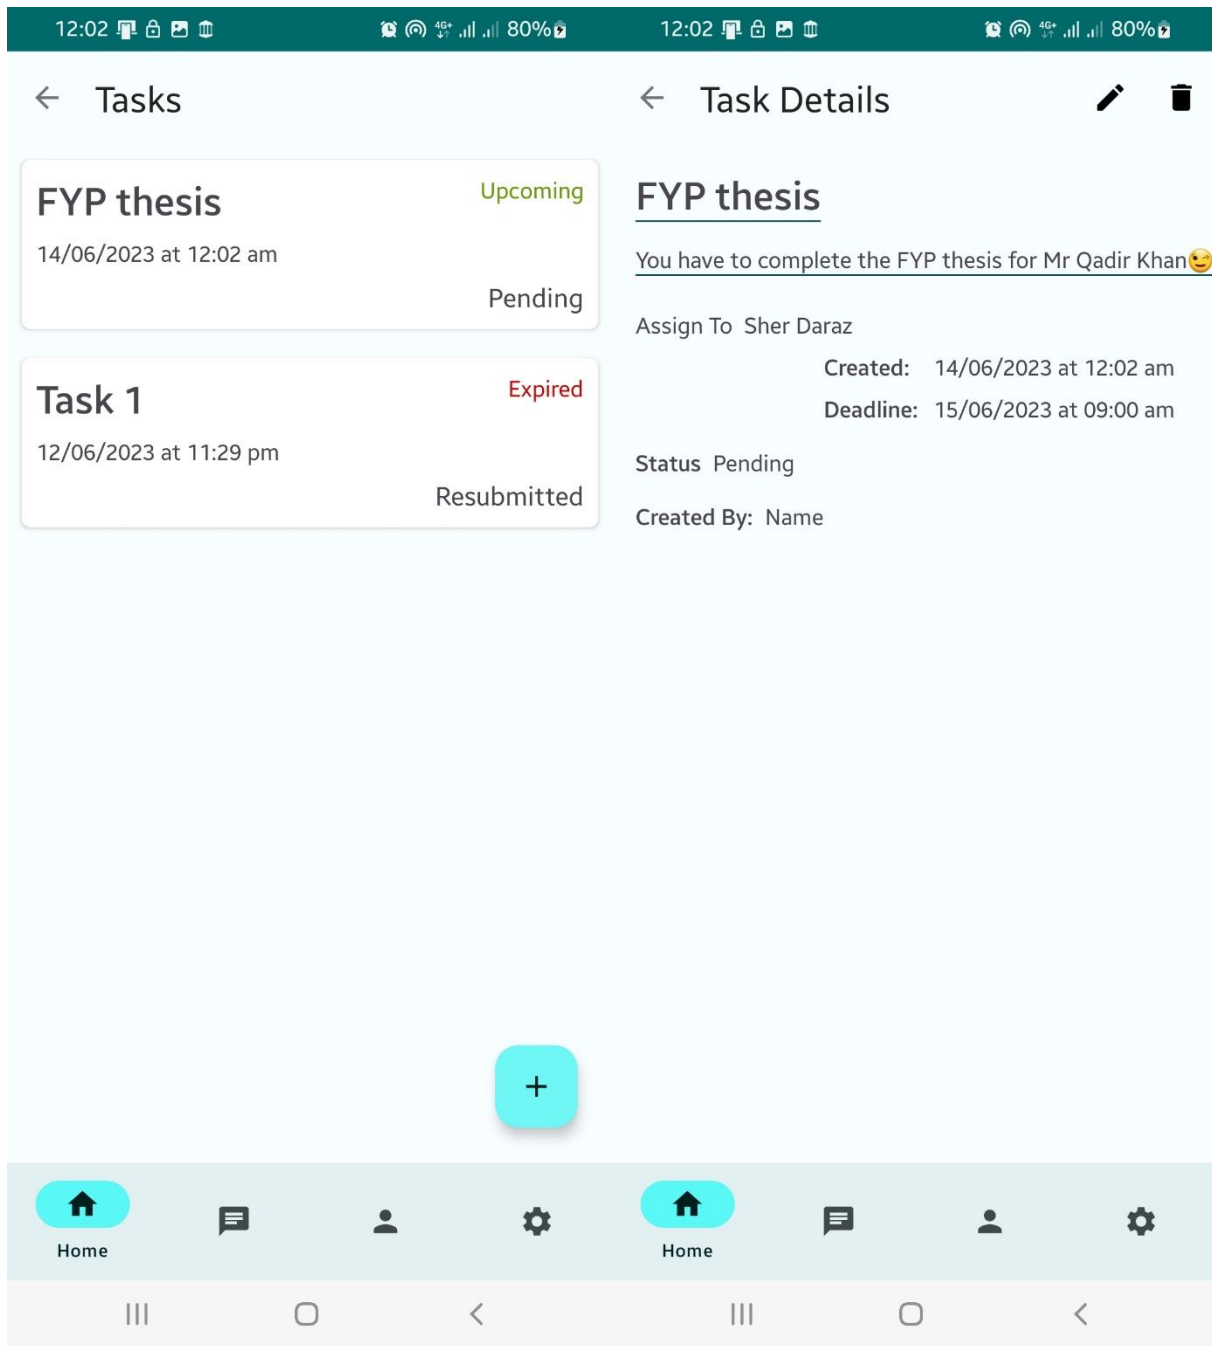 12:02
80%
Tasks
FYP thesis
Upcoming
14/06/2023 at 12:02 am
Pending
Task 1
Expired
12/06/2023 at 11:29 pm
Resubmitted
+
Home
12:02
4G+
80%
Task Details
FYP thesis
You have to complete the FYP thesis for Mr Qadir Khan😉
Assign To Sher Daraz
Created: 14/06/2023 at 12:02 am
Deadline: 15/06/2023 at 09:00 am
Status Pending
Created By: Name
Home